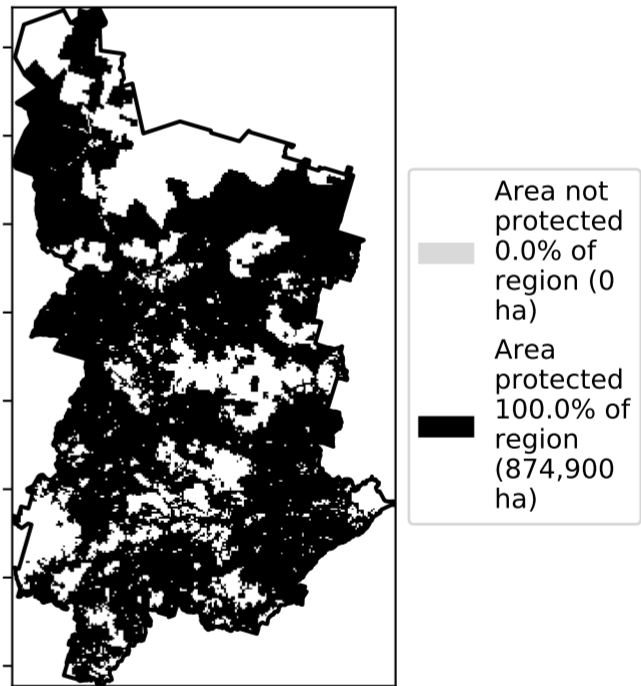 Area not
protected
0.0% of
region (0
ha)
Area
protected
100.0% of
region
(874,900
ha)